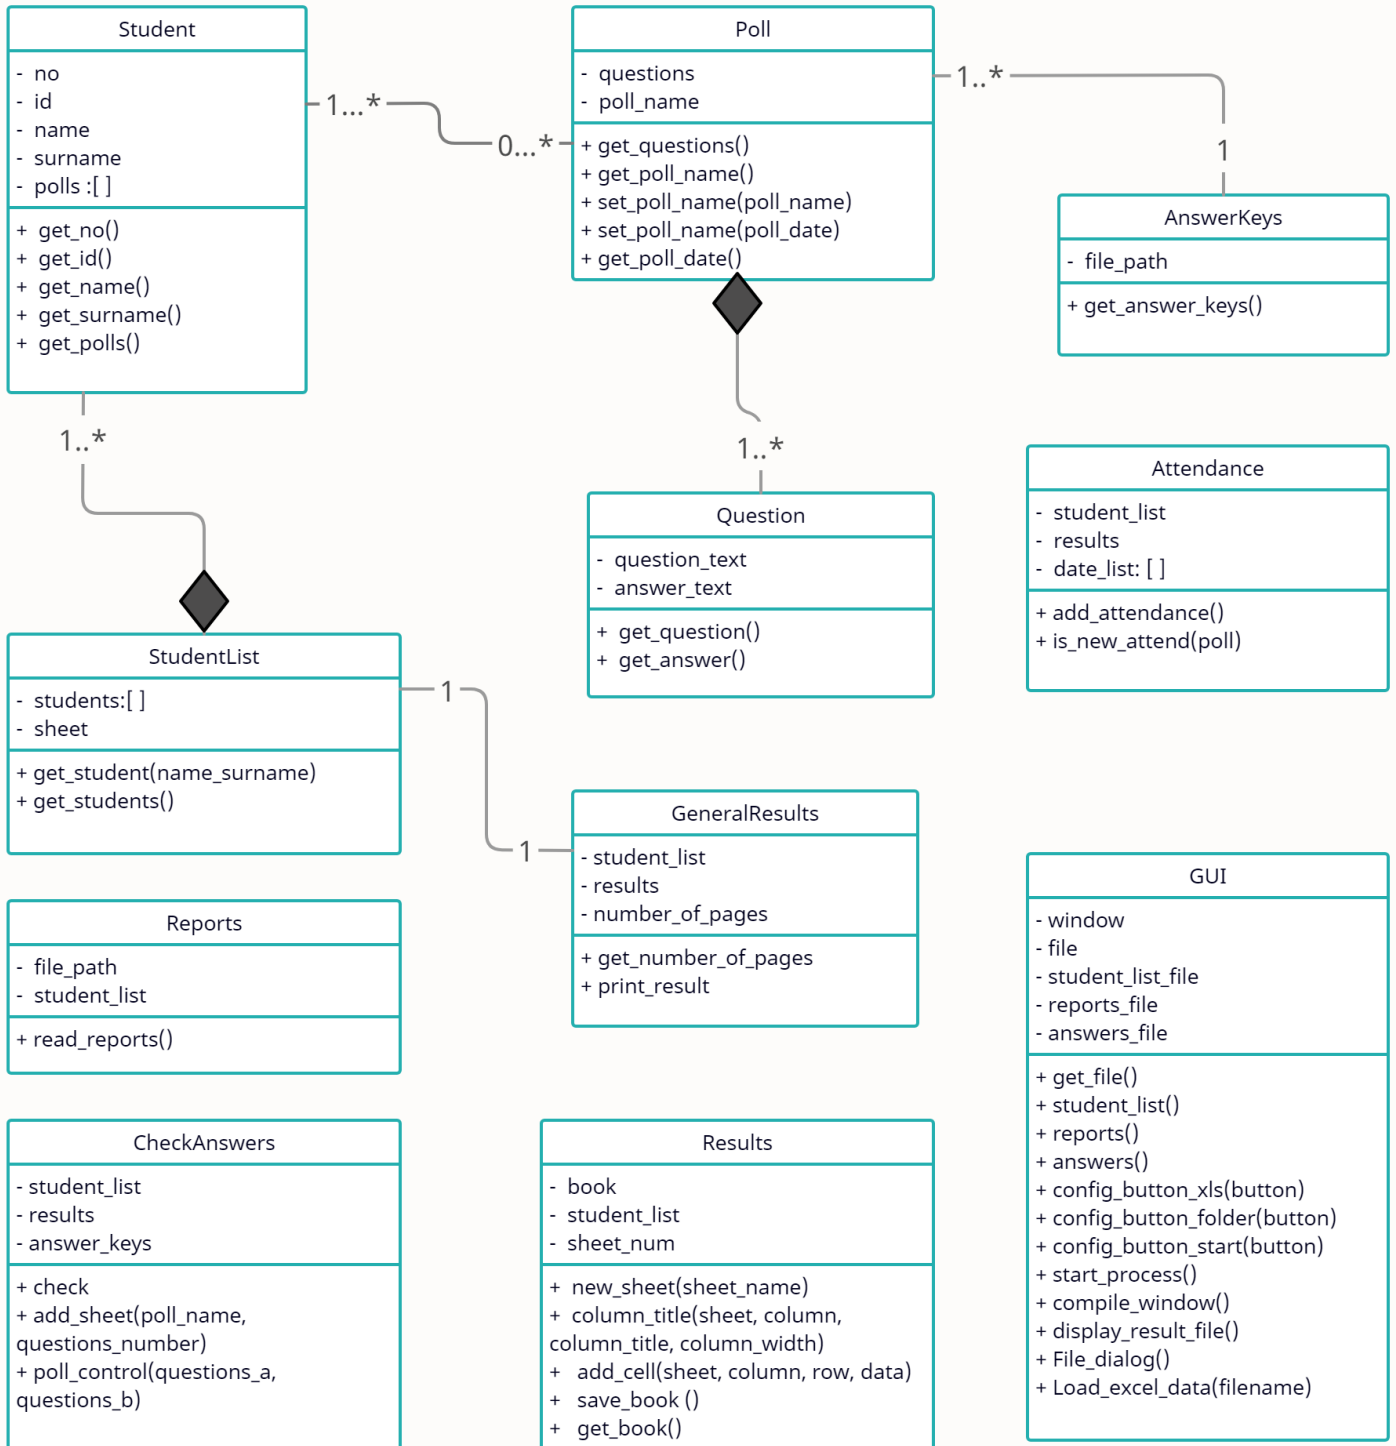 Student
- no
- id
- name
- surname
- polls :[ ]
+ get_no()
+ get_id()
+ get_name()
+ get_surname()
+ get_polls()
1...*
0...*
Poll
- questions
- poll_name
+ get_questions()
+ get_poll_name()
+ set_poll_name(poll_name)
+ set_poll_name(poll_date)
+ get_poll_date()
1..*
1
AnswerKeys
- file_path
+ get_answer_keys()
1..*
1..*
Question
- question_text
- answer_text
+ get_question()
+ get_answer()
Attendance
- student_list
- results
- date_list: [ ]
+ add_attendance()
+ is_new_attend(poll)
StudentList
- students:[ ]
- sheet
+ get_student(name_surname)
+ get_students()
1
1
GeneralResults
- student_list
- results
- number_of_pages
+ get_number_of_pages
+ print_result
Reports
- file_path
- student_list
+ read_reports()
GUI
- window
- file
- student_list_file
- reports_file
- answers_file
+ get_file()
+ student_list()
+ reports()
+ answers()
+ config_button_xls(button)
+ config_button_folder(button)
+ config_button_start(button)
+ start_process()
+ compile_window()
+ display_result_file()
+ File_dialog()
+ Load_excel_data(filename)
CheckAnswers
- student_list
- results
- answer_keys
+ check
+ add_sheet(poll_name,
questions_number)
+ poll_control(questions_a,
questions_b)
Results
- book
- student_list
- sheet_num
+ new_sheet(sheet_name)
+ column_title(sheet, column,
column_title, column_width)
+ add_cell(sheet, column, row, data)
+ save_book ()
+ get_book()